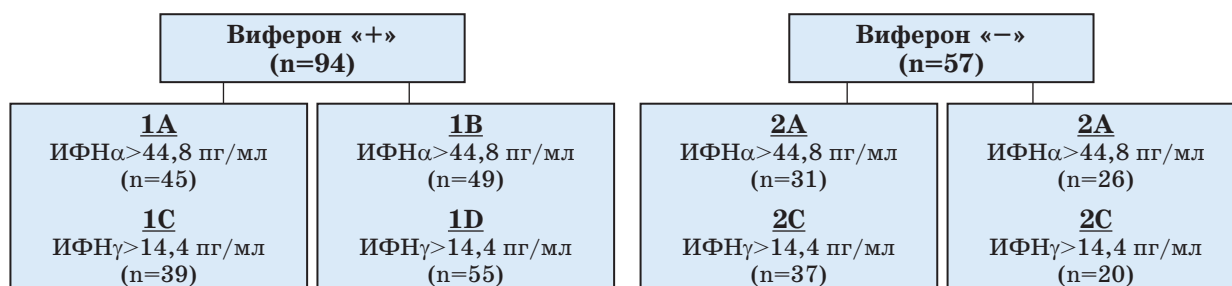 Виферон «+»
(n=94)
Виферон «−»
(n=57)
1A
ИФНα>44,8 пг/мл
(n=45)
1C
ИФНγ>14,4 пг/мл
(n=39)
1B
ИФНα>44,8 пг/мл
(n=49)
1D
ИФНγ>14,4 пг/мл
(n=55)
2A
ИФНα>44,8 пг/мл
(n=31)
2C
ИФНγ>14,4 пг/мл
(n=37)
2A
ИФНα>44,8 пг/мл
(n=26)
2C
ИФНγ>14,4 пг/мл
(n=20)